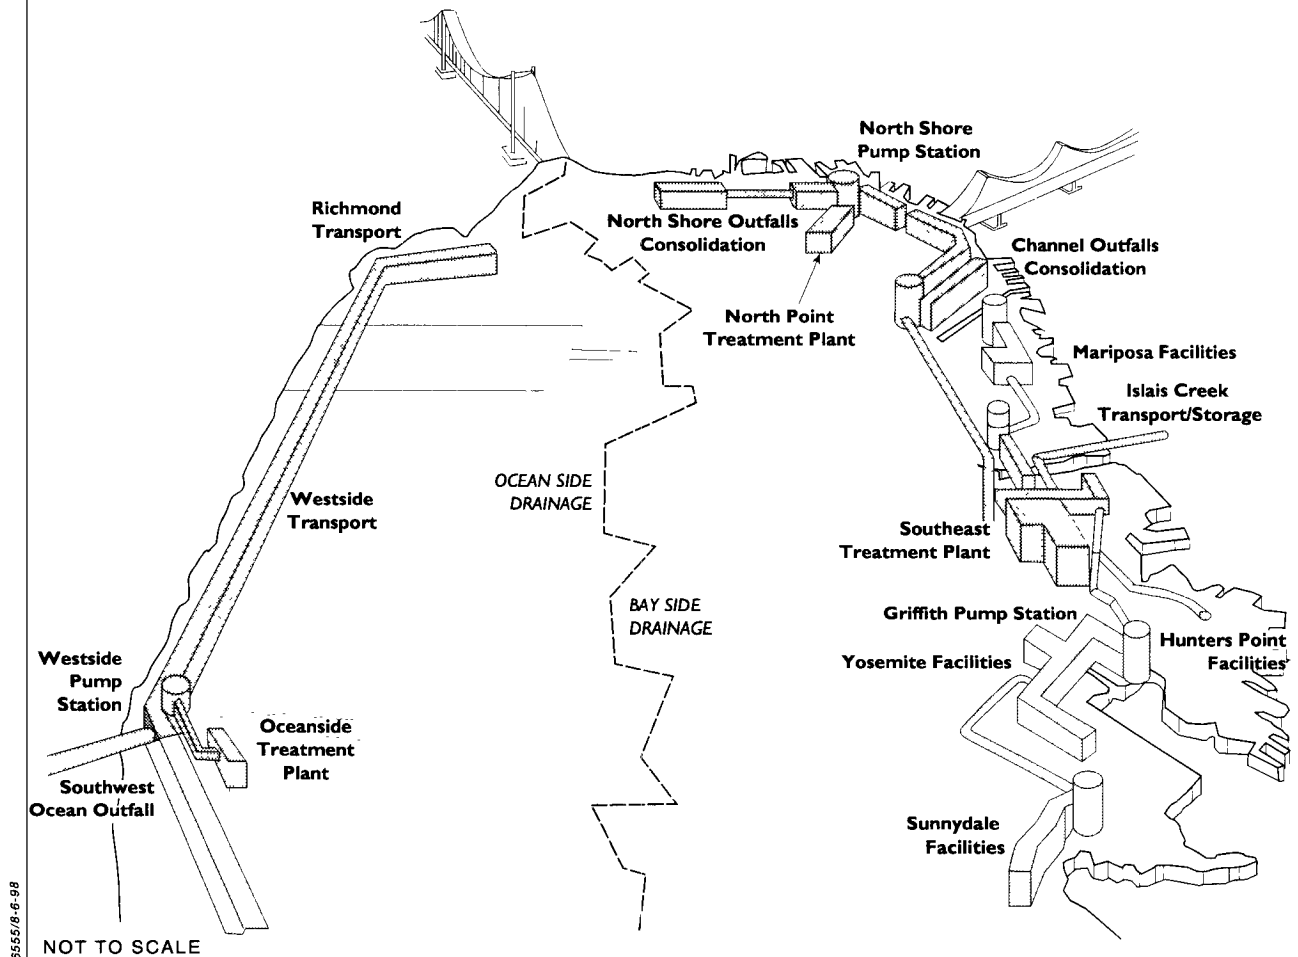 North Shore
Pump Station
Richmond
Transport
North Shore Outfalls
Consolidation
Channel Outfalls
Consolidation
North Point
Treatment Plant
Mariposa Facilities
Islais Creek
Transport/Storage
OCEAN SIDE
DRAINAGE
Westside
Transport
Southeast
Treatment Plant
BAY SIDE
DRAINAGE
Griffith Pump Station
Hunters Point
Facilities
Yosemite Facilities
Westside
Pump
Station
Oceanside
Treatment
Plant
Southwest
Ocean Outfall
Sunnydale
Facilities
6555/8-6-98
NOT TO SCALE